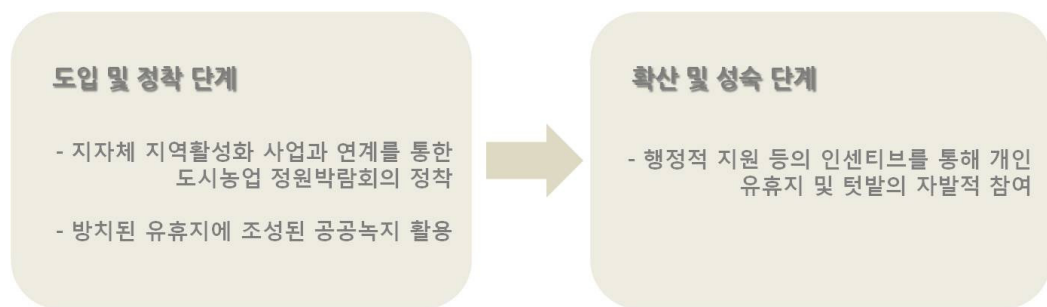 도입 및 정착 단계
- 지자체 지역활성화 사업과 연계를 통한
도시농업 정원박람회의 정착
- 방치된 유휴지에 조성된 공공녹지 활용
확산 및 성숙 단계
- 행정적 지원 등의 인센티브를 통해 개인
유휴지 및 텃밭의 자발적 참여